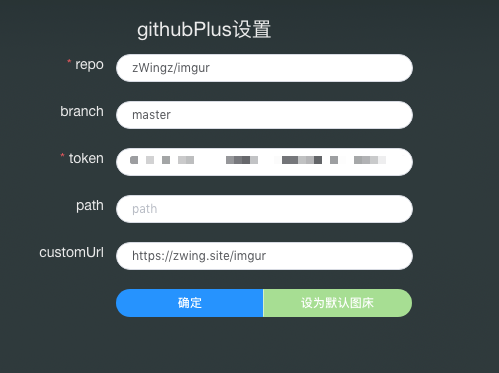 githubPlus设置
* repo
zWingz/imgur
branch
master
* token
path
path
customUrl
https://zwing.site/imgur
确定
设为默认图床